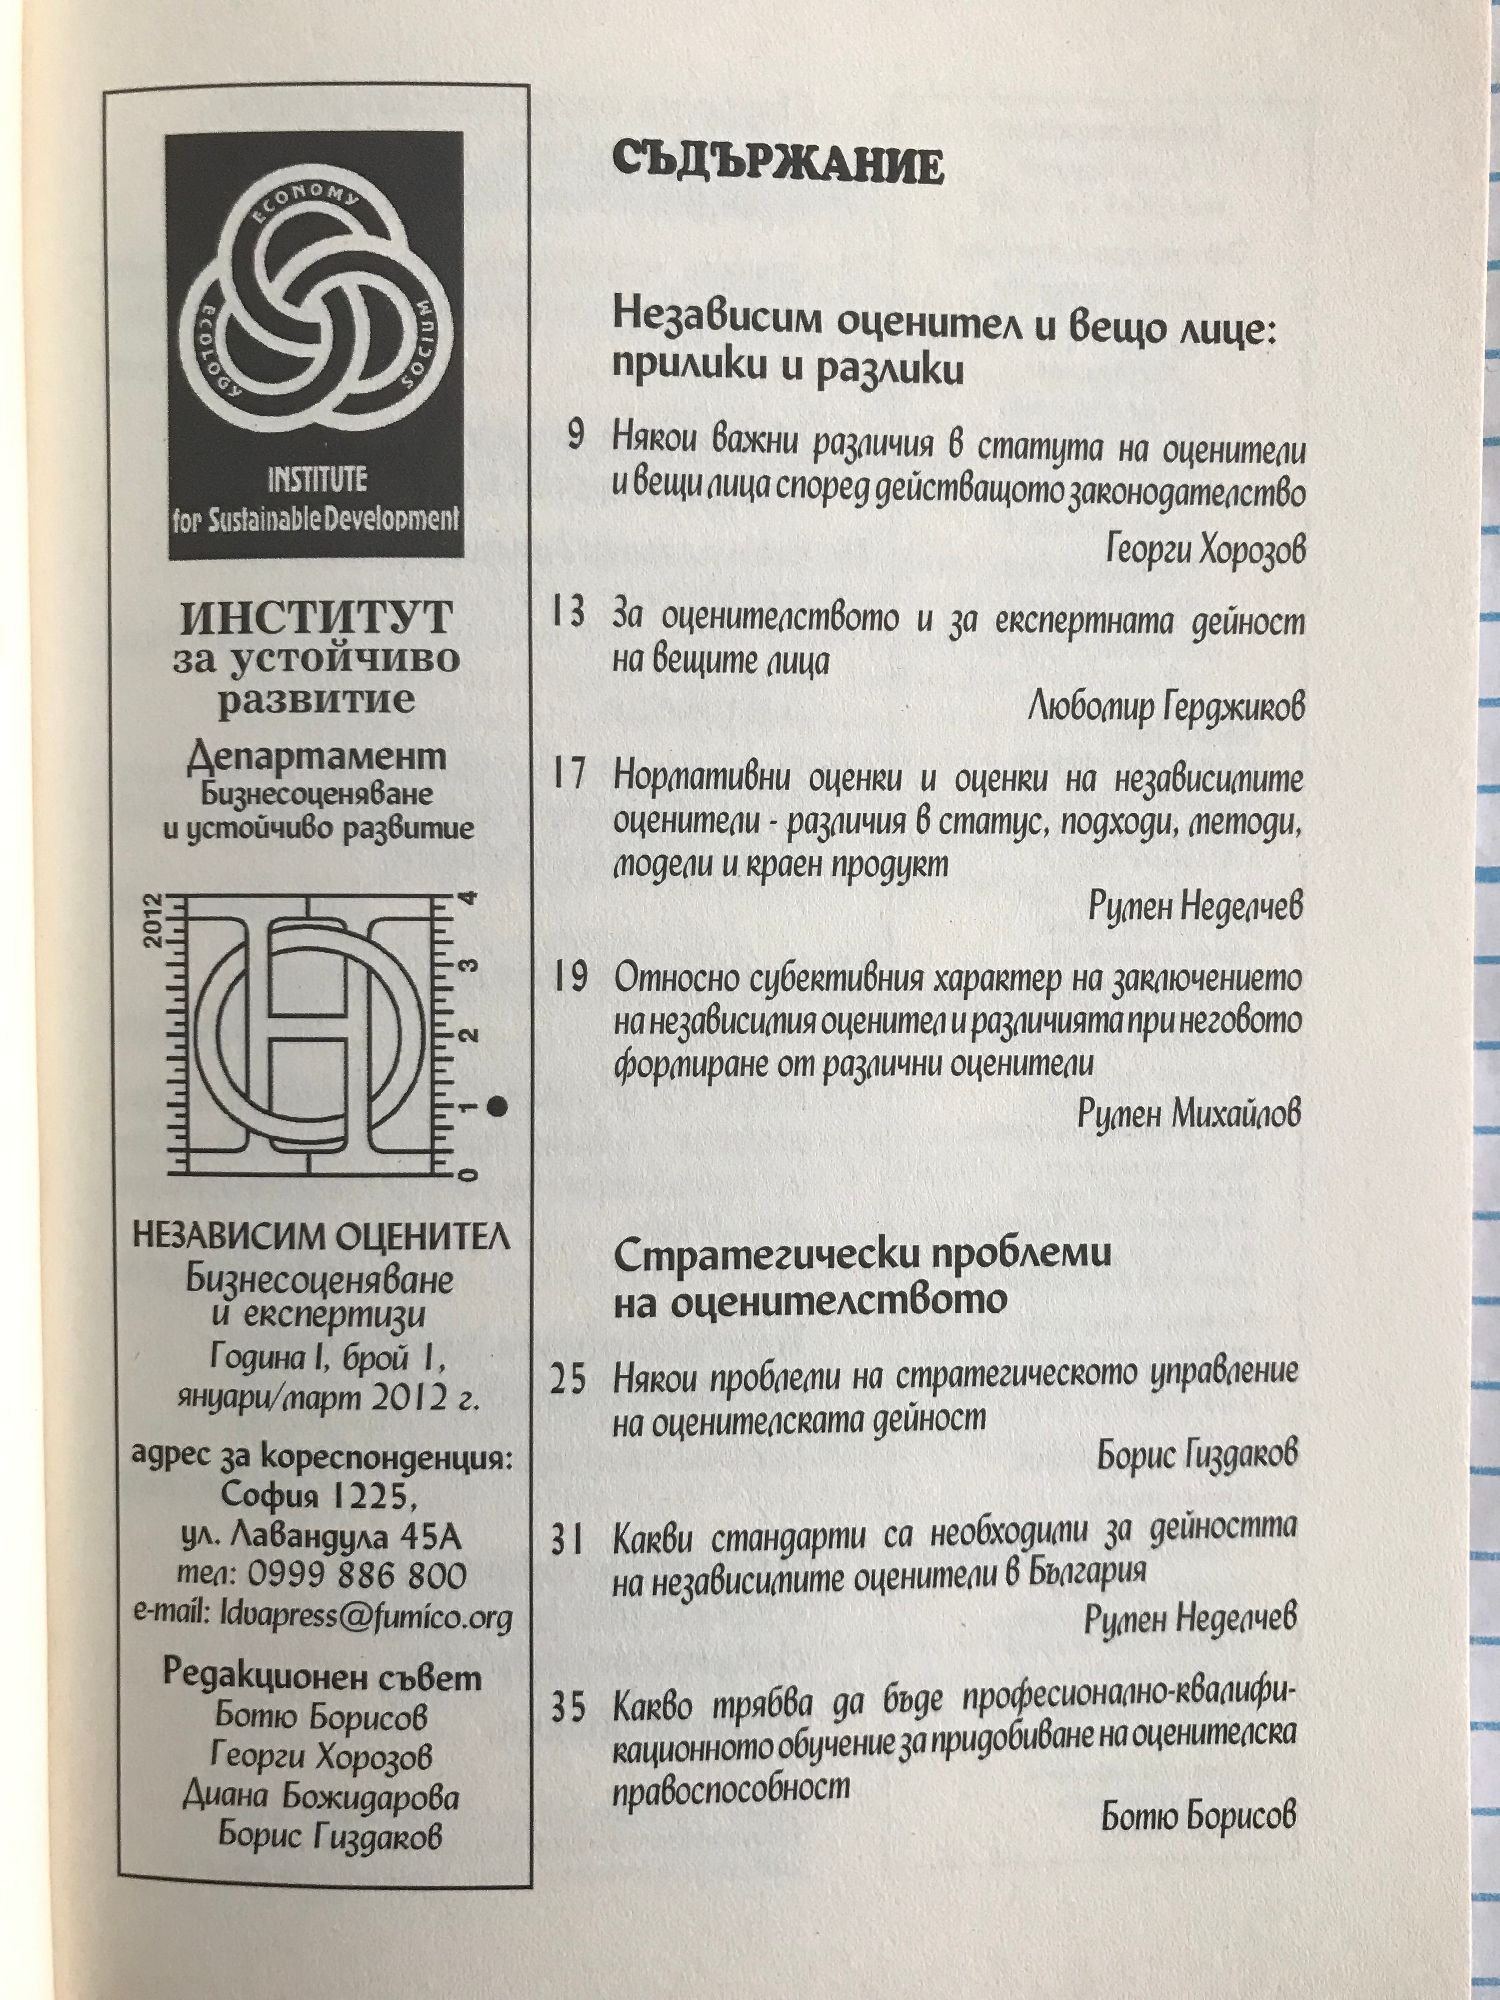 ECONOMY
ECOLOGY
SOCIUM
INSTITUTE
for Sustainable Development
ИНСТИТУТ
за устойчиво
развитие
Департамент
Бизнесоценяване
и устойчиво развитие
2012
4
3
2
1
0
НЕЗАВИСИМ ОЦЕНИТЕЛ
Бизнесоценяване
и експертизи
Година I, брой 1,
януари/март 2012 г.
адрес за кореспонденция:
София 1225,
ул. Лавандула 45А
тел: 0999 886 800
e-mail: lduapress@fumico.org
Редакционен съвет
Ботю Борисов
Георги Хорозов
Диана Божидарова
Борис Гиздаков
СЪДЪРЖАНИЕ
Независим оценител и вещо лице:
прилики и разлики
9 Някои важни различия в статута на оценители
и вещи лица според действащото законодателство
Георги Хорозов
13 За оценителството и за експертната дейност
на вещите лица
Любомир Герджиков
17 Нормативни оценки и оценки на независимите
оценители - различия в статус, подходи, методи,
модели и краен продукт
Румен Неделчев
19 Относно субективния характер на заключението
на независимия оценител и различията при неговото
формиране от различни оценители
Румен Михайлов
Стратегически проблеми
на оценителството
25 Някои проблеми на стратегическото управление
на оценителската дейност
Борис Гиздаков
31 Какви стандарти са необходими за дейността
на независимите оценители в България
Румен Неделчев
35 Какво трябва да бъде професионално-квалифи-
кационното обучение за придобиване на оценителска
правоспособност
Ботю Борисов